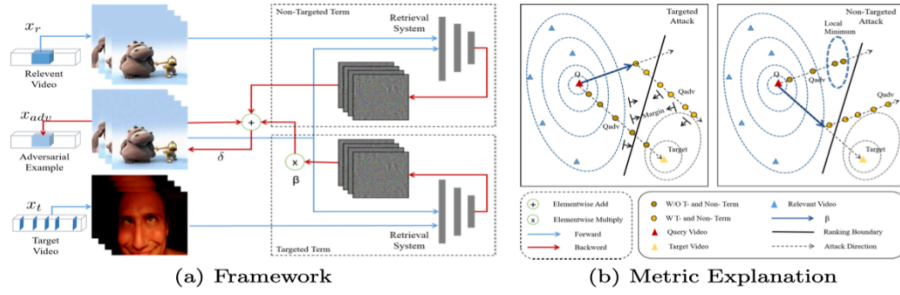 x_r
Relevent Video
x_adv
Adversarial Example
δ
x_t
Target Video
Non-Targeted Term
Retrieval System
+
x
β
Retrieval System
Targeted Term
(a) Framework
Targeted Attack
Q
Qadv
Margin
Qadv
Target
Non-Targeted Attack
Local Minimum
Q
Qadv
Qadv
Target
+ Elementwise Add
x Elementwise Multiply
Forward
Backword
W/O T- and Non- Term
W T- and Non- Term
Query Video
Target Video
Relevant Video
β
Ranking Boundary
Attack Direction
(b) Metric Explanation